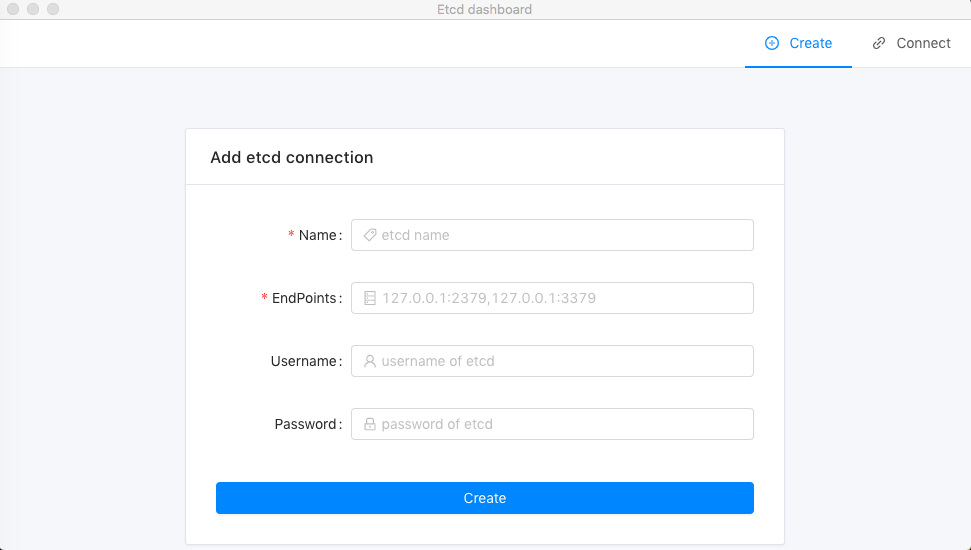 Etcd dashboard
Create Connect
Add etcd connection
* Name: etcd name
* EndPoints: 127.0.0.1:2379,127.0.0.1:3379
Username: username of etcd
Password: password of etcd
Create